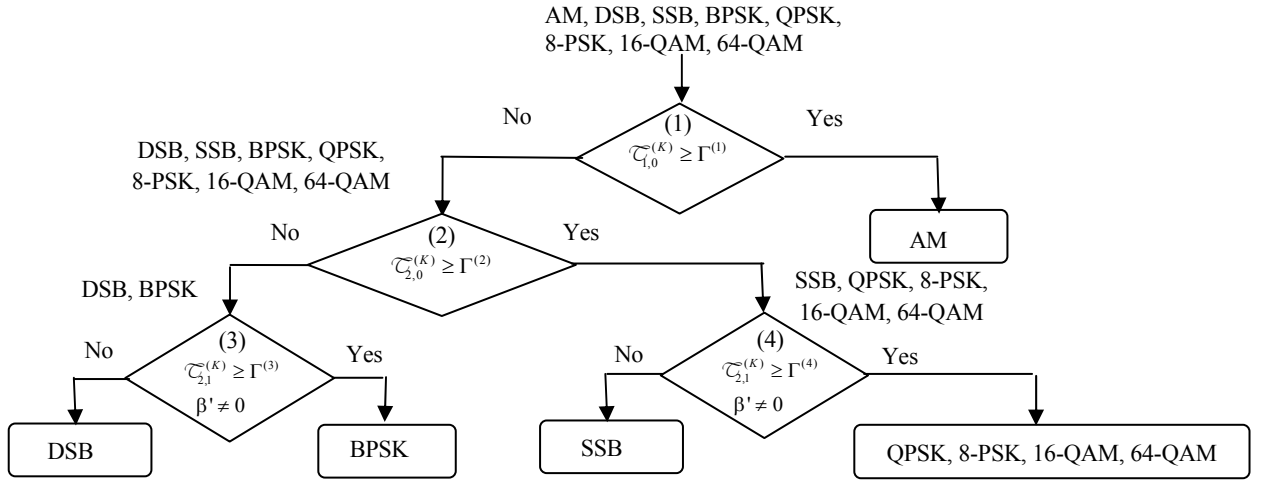 AM, DSB, SSB, BPSK, QPSK,
8-PSK, 16-QAM, 64-QAM
No
(1)
Yes
𝒯₁,₀⁽ᴷ⁾ ≥ Γ⁽¹⁾
DSB, SSB, BPSK, QPSK,
8-PSK, 16-QAM, 64-QAM
AM
No
(2)
Yes
𝒯₂,₀⁽ᴷ⁾ ≥ Γ⁽²⁾
DSB, BPSK
SSB, QPSK, 8-PSK,
16-QAM, 64-QAM
No
(3)
Yes
𝒯₂,₁⁽ᴷ⁾ ≥ Γ⁽³⁾
β' ≠ 0
No
(4)
Yes
𝒯₂,₁⁽ᴷ⁾ ≥ Γ⁽⁴⁾
β' ≠ 0
DSB
BPSK
SSB
QPSK, 8-PSK, 16-QAM, 64-QAM